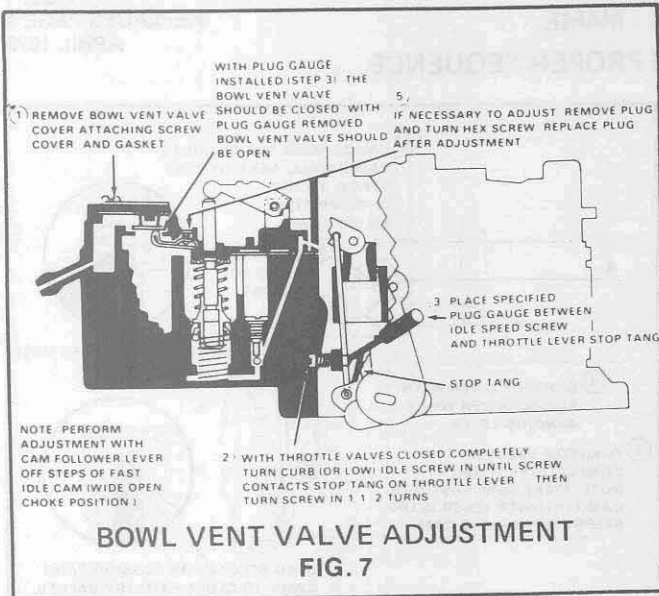 PROPER SEQUENCE
APRIL
WITH PLUG GAUGE
INSTALLED (STEP 3) THE
BOWL VENT VALVE
SHOULD BE CLOSED WITH
PLUG GAUGE REMOVED
BOWL VENT VALVE SHOULD
BE OPEN
1 REMOVE BOWL VENT VALVE
COVER ATTACHING SCREW
COVER AND GASKET
5
IF NECESSARY TO ADJUST REMOVE PLUG
AND TURN HEX SCREW REPLACE PLUG
AFTER ADJUSTMENT
3 PLACE SPECIFIED
PLUG GAUGE BETWEEN
IDLE SPEED SCREW
AND THROTTLE LEVER STOP TANG
STOP TANG
NOTE PERFORM
ADJUSTMENT WITH
CAM FOLLOWER LEVER
OFF STEPS OF FAST
IDLE CAM (WIDE OPEN
CHOKE POSITION)
2 WITH THROTTLE VALVES CLOSED COMPLETELY
TURN CURB (OR LOW) IDLE SCREW IN UNTIL SCREW
CONTACTS STOP TANG ON THROTTLE LEVER THEN
TURN SCREW IN 1 1 2 TURNS
BOWL VENT VALVE ADJUSTMENT
FIG. 7